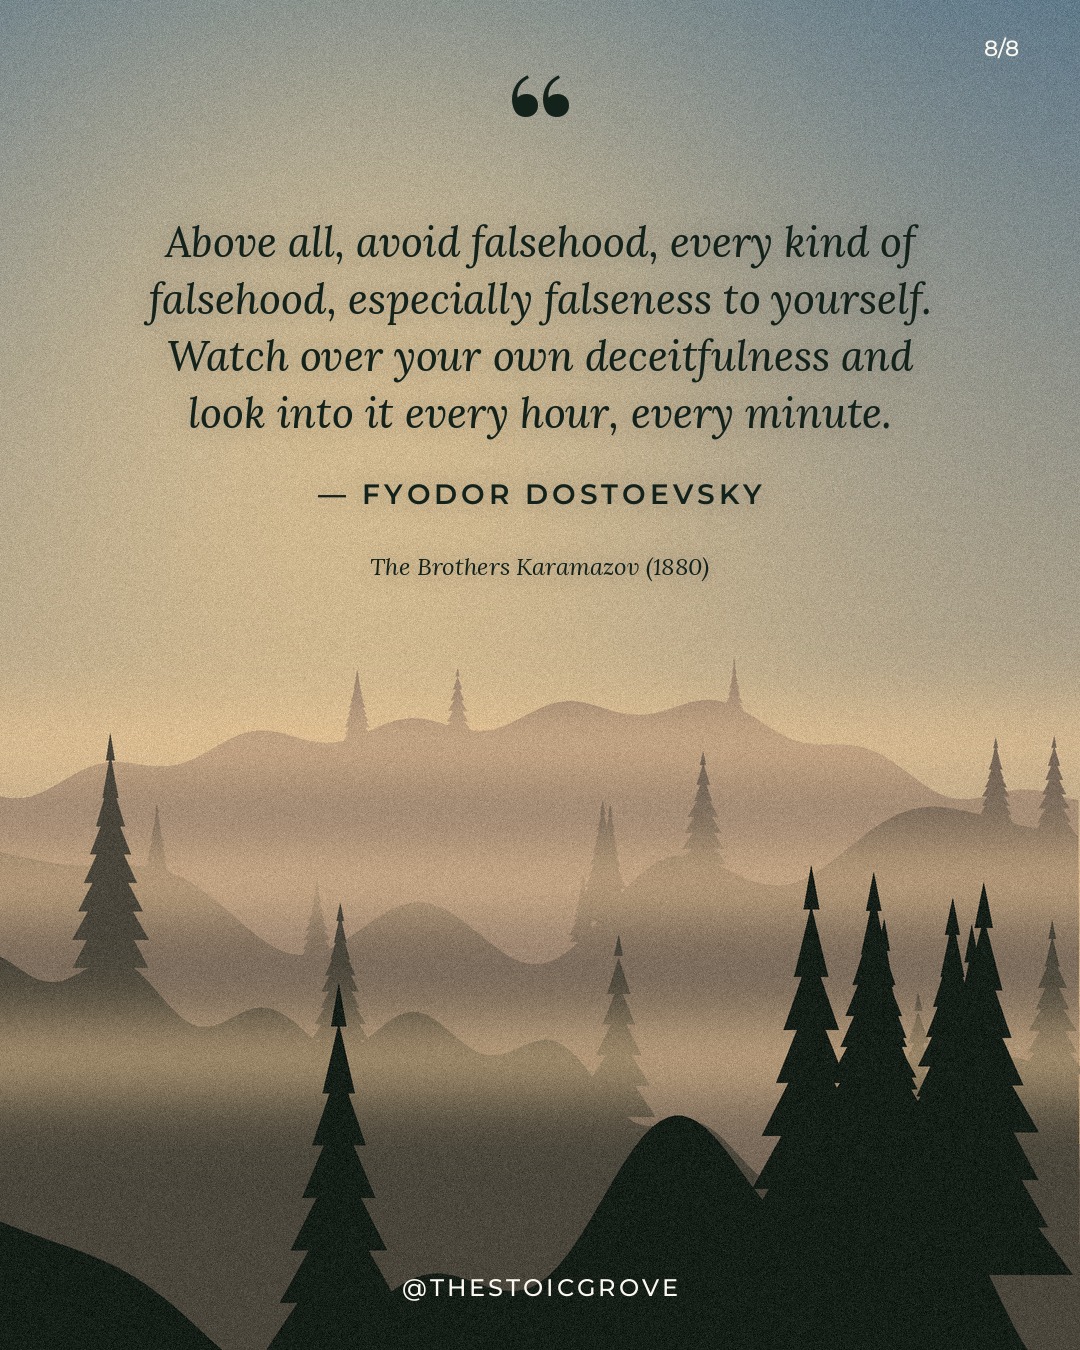 8/8
“
Above all, avoid falsehood, every kind of
falsehood, especially falseness to yourself.
Watch over your own deceitfulness and
look into it every hour, every minute.
— FYODOR DOSTOEVSKY
The Brothers Karamazov (1880)
@THESTOICGROVE